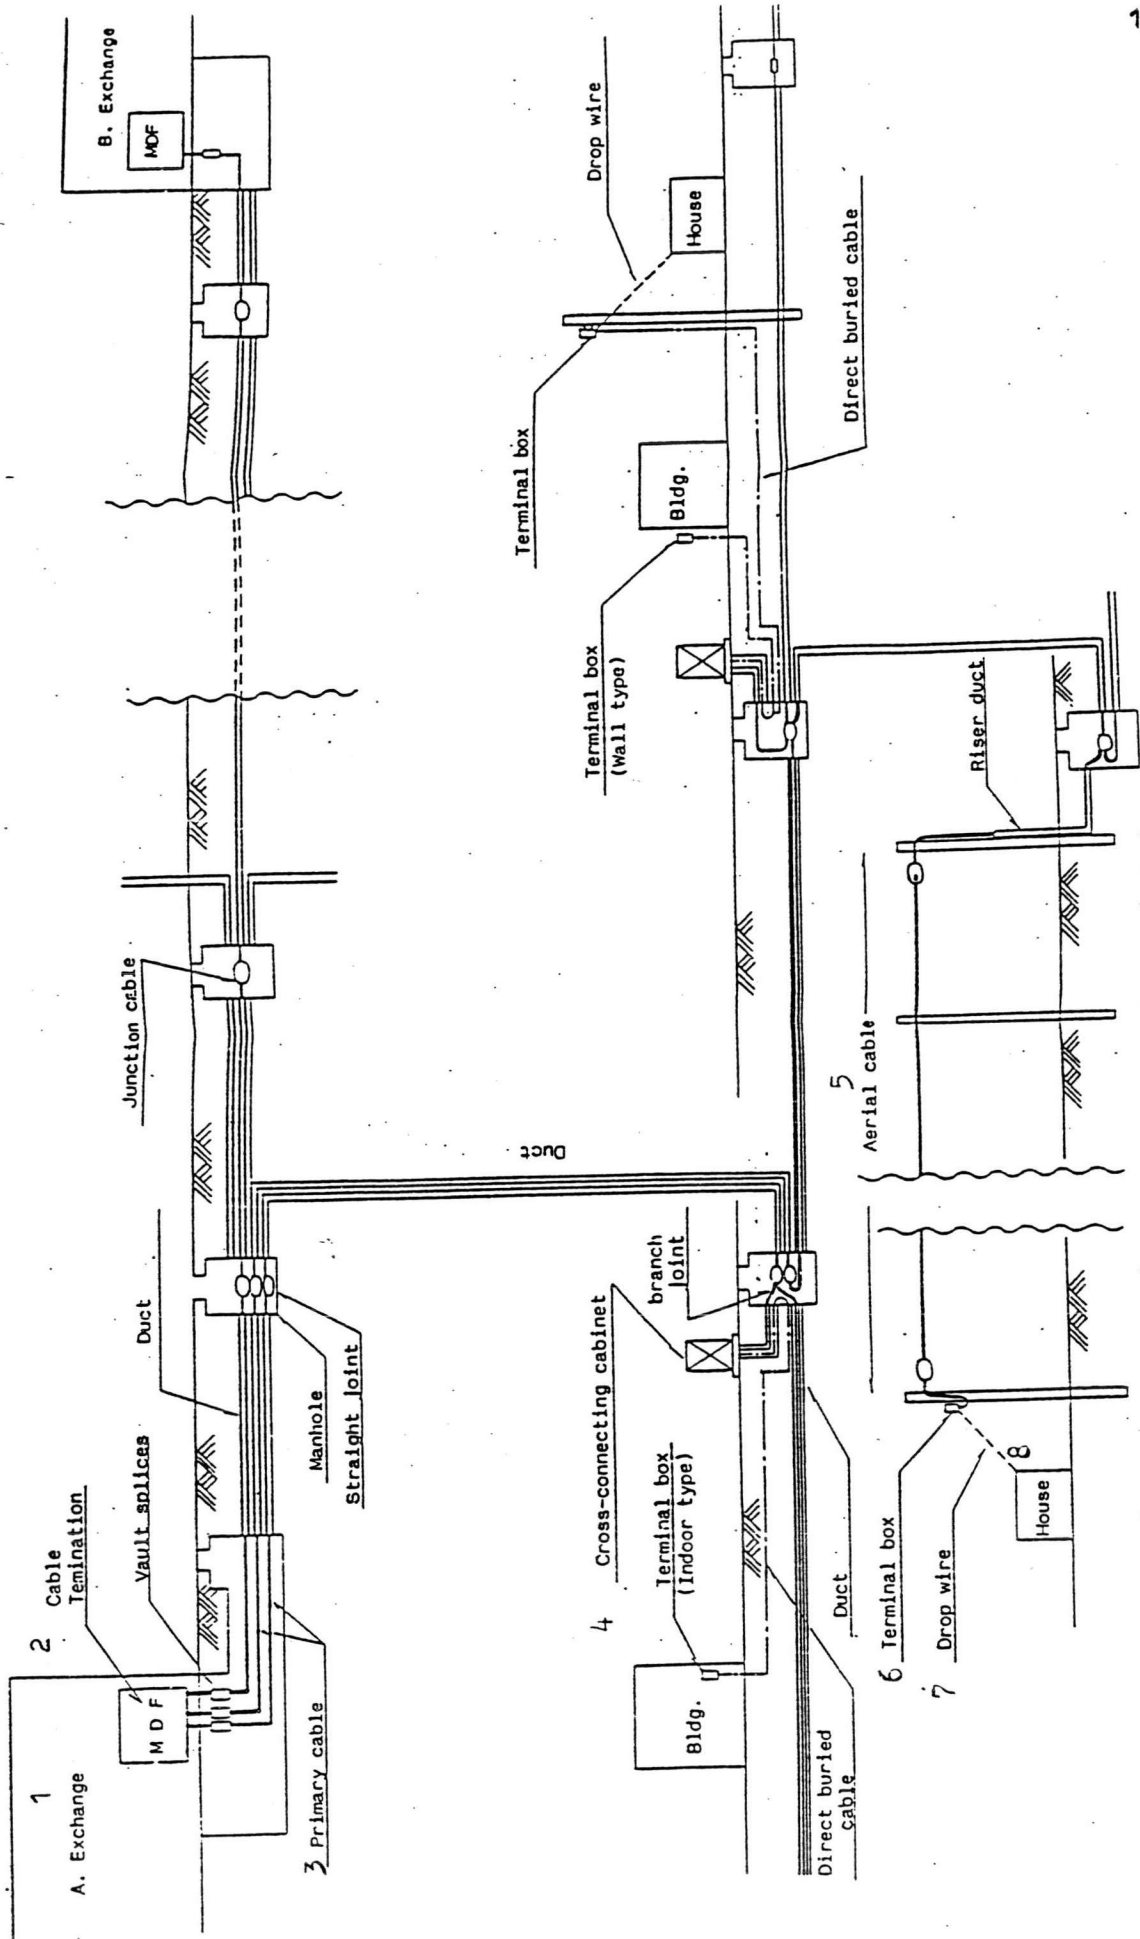 1
A. Exchange
M D F
2
Cable
Temination
Vault splices
3 Primary cable
Duct
Manhole
Straight joint
Junction cable
B. Exchange
MDF
Duct
4
Cross-connecting cabinet
branch
joint
Bldg.
Terminal box
(Indoor type)
Direct buried
cable
Duct
Terminal box
(Wall type)
Bldg.
Terminal box
Drop wire
House
Direct buried cable
5
Aerial cable
Riser duct
6 Terminal box
7 Drop wire
8
House